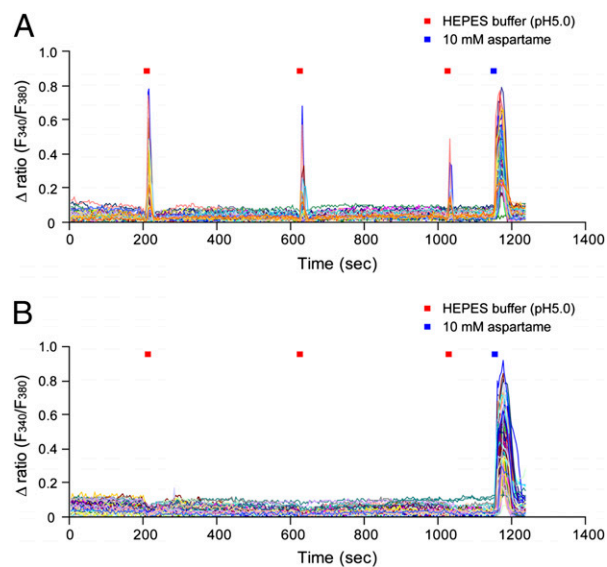 A
HEPES buffer (pH5.0)
10 mM aspartame
Δ ratio (F340/F380)
1.0
0.8
0.6
0.4
0.2
0
0 200 400 600 800 1000 1200 1400
Time (sec)
B
HEPES buffer (pH5.0)
10 mM aspartame
Δ ratio (F340/F380)
1.0
0.8
0.6
0.4
0.2
0
0 200 400 600 800 1000 1200 1400
Time (sec)